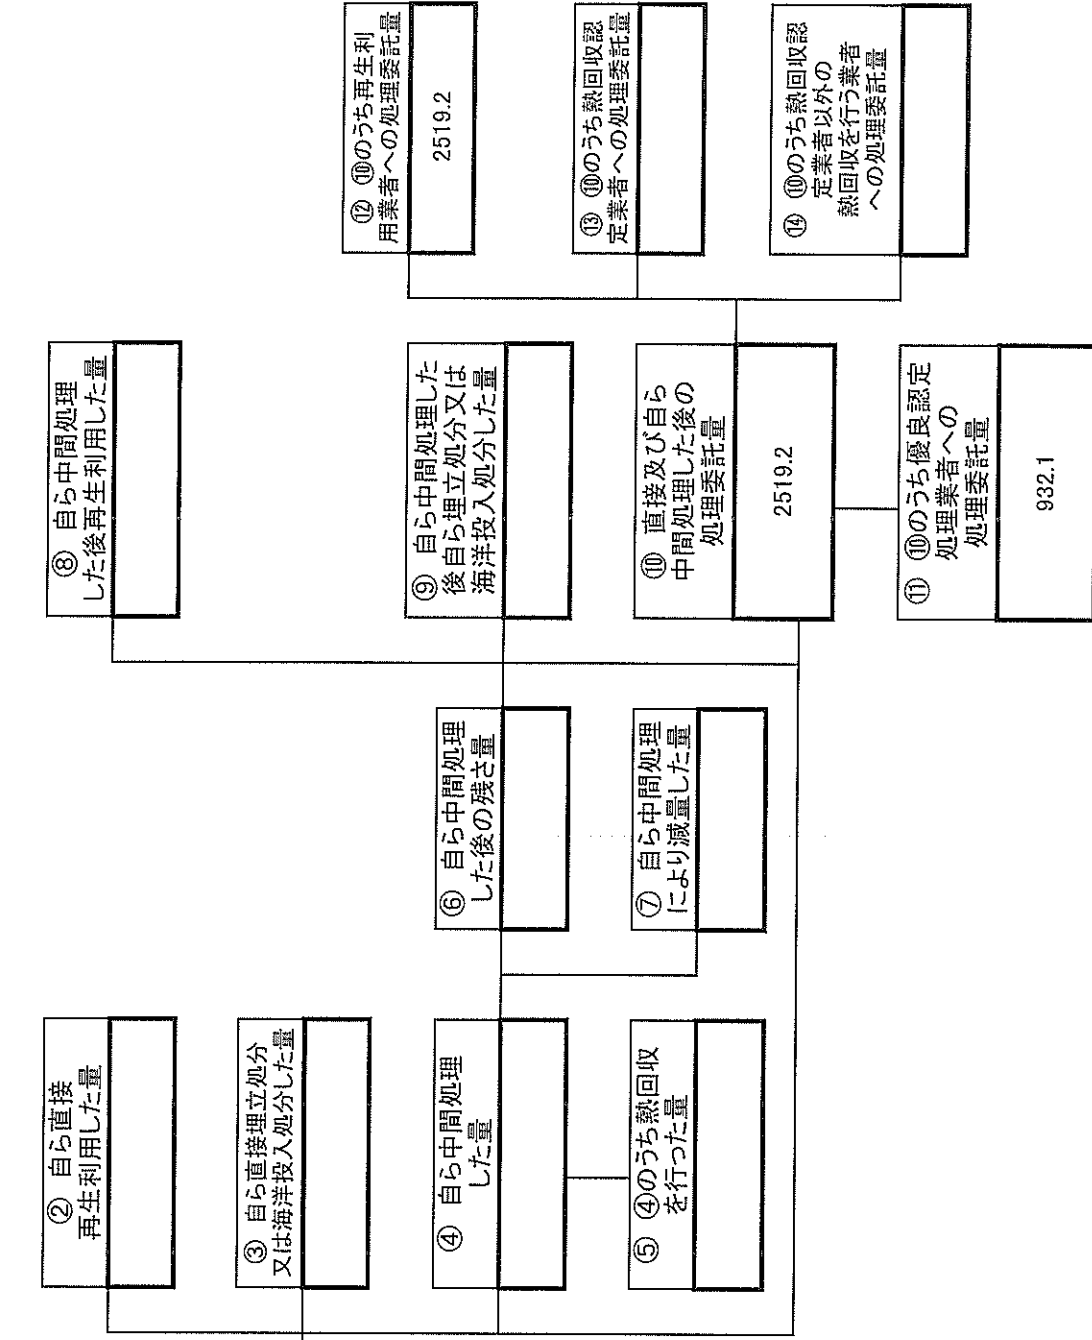 ② 自ら直接
再生利用した量
③ 自ら直接埋立処分
又は海洋投入処分した量
④ 自ら中間処理
した量
⑤ ④のうち熱回収
を行った量
⑥ 自ら中間処理
した後の残さ量
⑦ 自ら中間処理
により減量した量
⑧ 自ら中間処理
した後再生利用した量
⑨ 自ら中間処理した
後自ら埋立処分又は
海洋投入処分した量
⑩ 直接及び自ら
中間処理した後の
処理委託量
2519.2
⑪ ⑩のうち優良認定
処理業者への
処理委託量
932.1
⑫ ⑩のうち再生利
用業者への処理委託量
2519.2
⑬ ⑩のうち熱回収認
定業者への処理委託量
⑭ ⑩のうち熱回収認
定業者以外の
熱回収を行う業者
への処理委託量